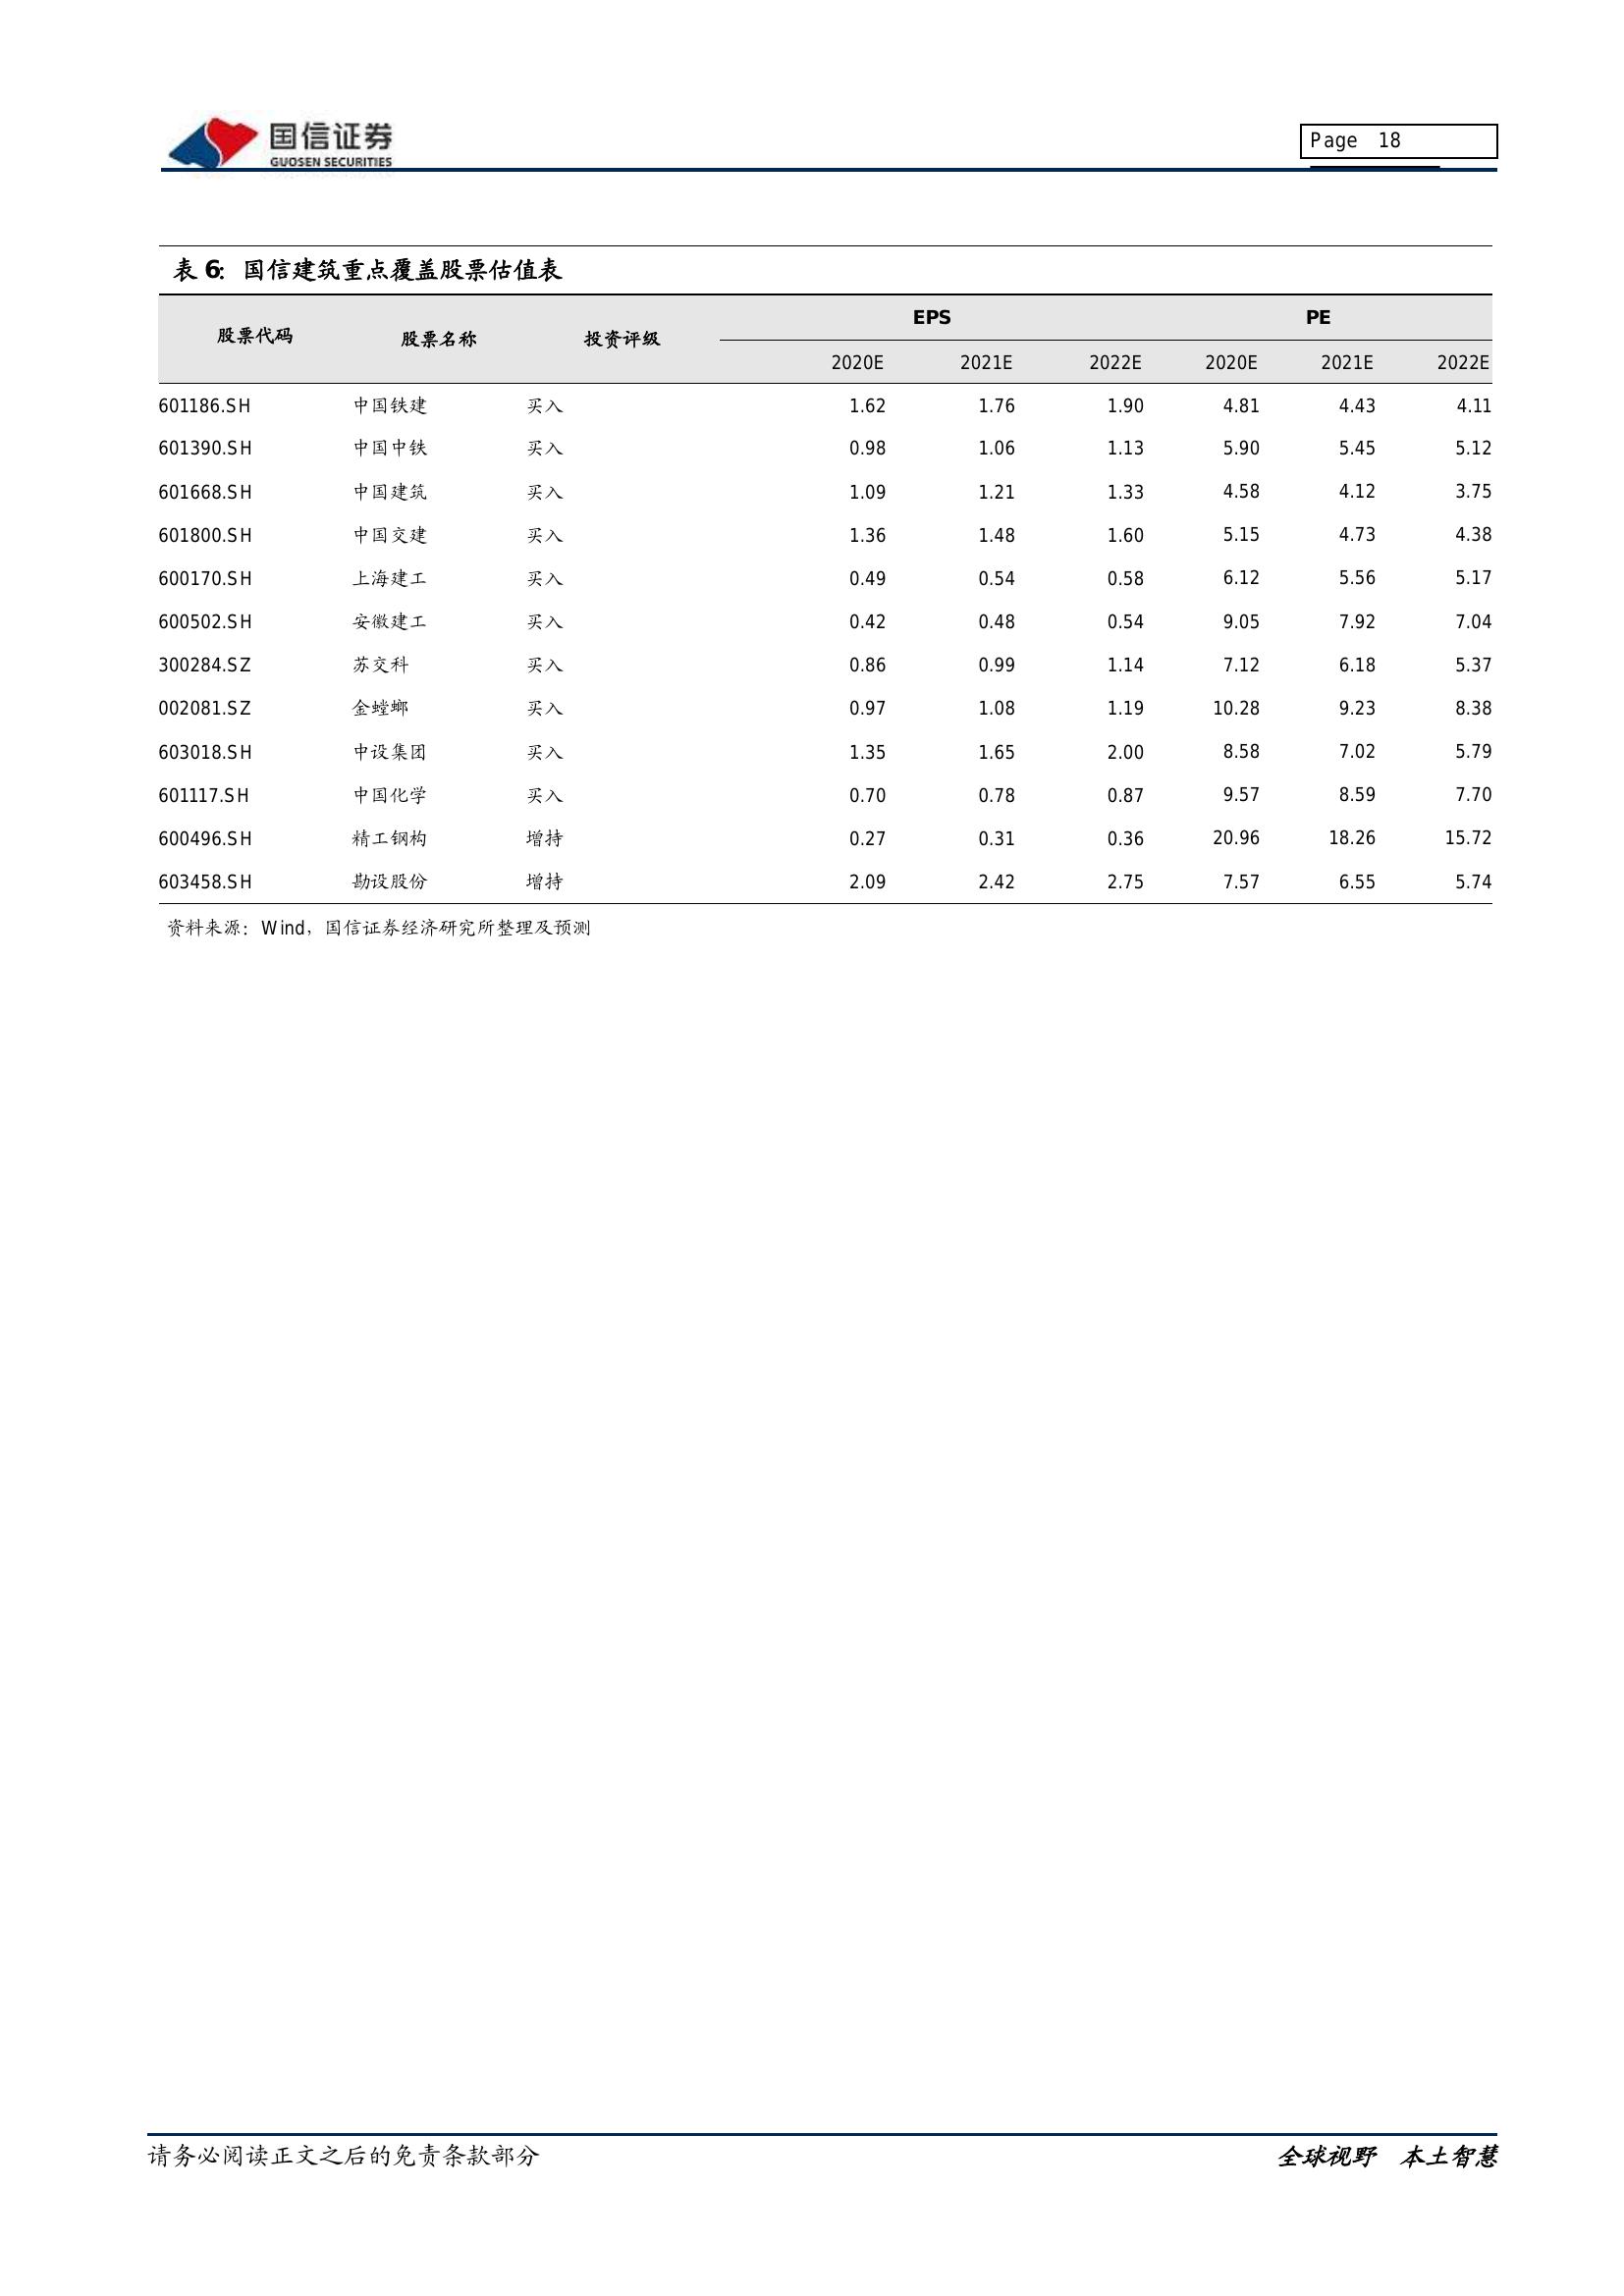 国信证券
GUOSEN SECURITIES
Page 18
表 6: 国信建筑重点覆盖股票估值表
股票代码 股票名称 投资评级 EPS PE
2020E 2021E 2022E 2020E 2021E 2022E
601186.SH 中国铁建 买入 1.62 1.76 1.90 4.81 4.43 4.11
601390.SH 中国中铁 买入 0.98 1.06 1.13 5.90 5.45 5.12
601668.SH 中国建筑 买入 1.09 1.21 1.33 4.58 4.12 3.75
601800.SH 中国交建 买入 1.36 1.48 1.60 5.15 4.73 4.38
600170.SH 上海建工 买入 0.49 0.54 0.58 6.12 5.56 5.17
600502.SH 安徽建工 买入 0.42 0.48 0.54 9.05 7.92 7.04
300284.SZ 苏交科 买入 0.86 0.99 1.14 7.12 6.18 5.37
002081.SZ 金螳螂 买入 0.97 1.08 1.19 10.28 9.23 8.38
603018.SH 中设集团 买入 1.35 1.65 2.00 8.58 7.02 5.79
601117.SH 中国化学 买入 0.70 0.78 0.87 9.57 8.59 7.70
600496.SH 精工钢构 增持 0.27 0.31 0.36 20.96 18.26 15.72
603458.SH 勘设股份 增持 2.09 2.42 2.75 7.57 6.55 5.74
资料来源：Wind，国信证券经济研究所整理及预测
请务必阅读正文之后的免责条款部分 全球视野 本土智慧